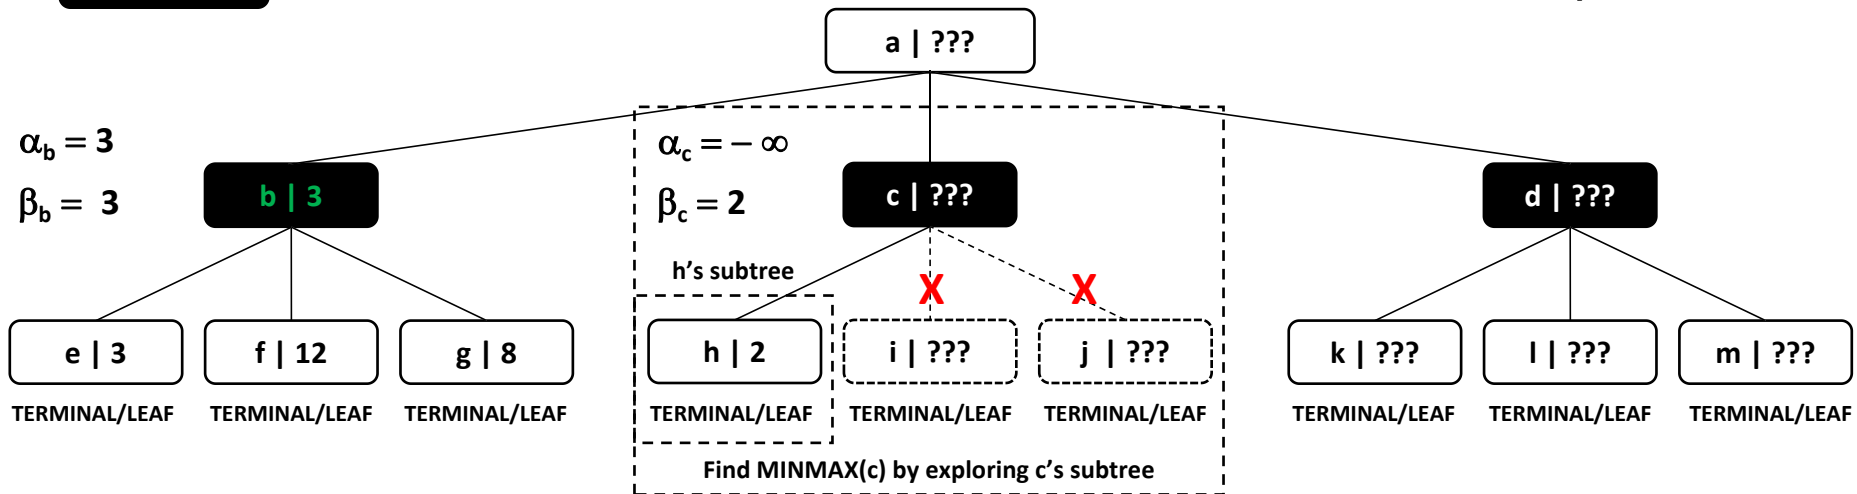 a | ???
αb = 3
αc = − ∞
βb = 3
b | 3
βc = 2
c | ???
d | ???
h's subtree
X X
e | 3
f | 12
g | 8
h | 2
i | ???
j | ???
k | ???
l | ???
m | ???
TERMINAL/LEAF TERMINAL/LEAF TERMINAL/LEAF TERMINAL/LEAF TERMINAL/LEAF TERMINAL/LEAF TERMINAL/LEAF TERMINAL/LEAF TERMINAL/LEAF
Find MINMAX(c) by exploring c's subtree